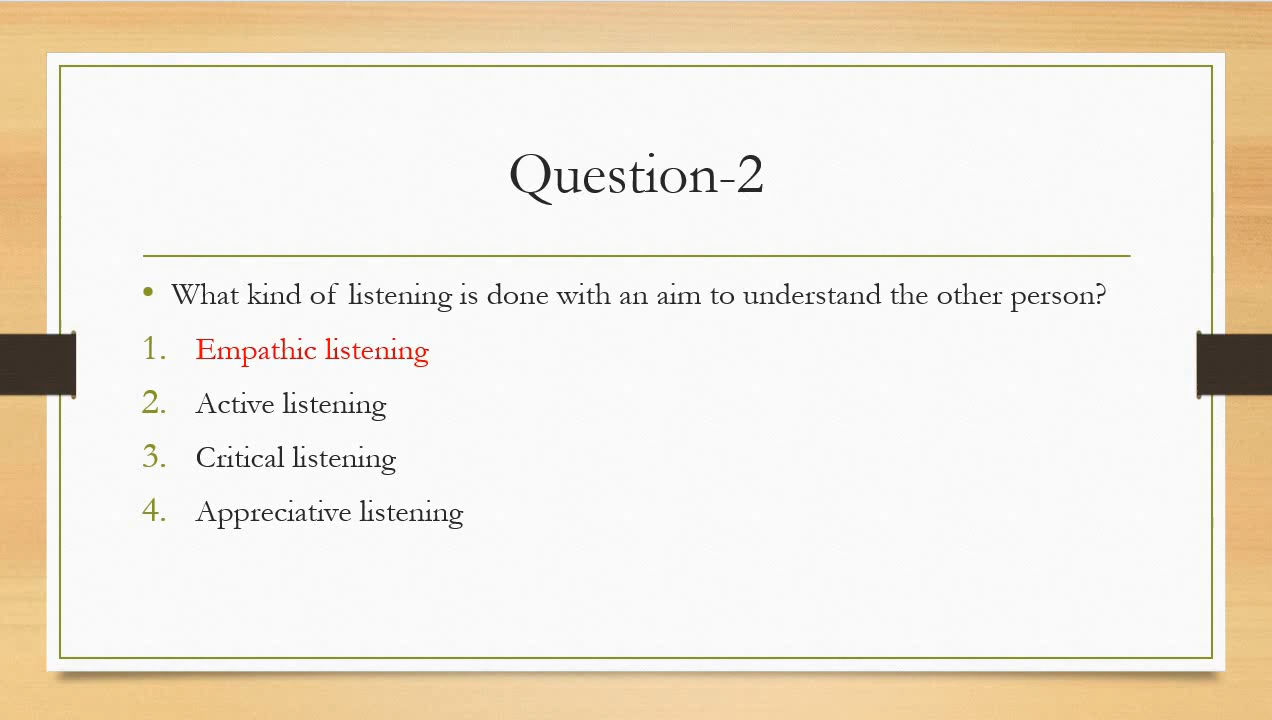 Question-2
• What kind of listening is done with an aim to understand the other person?
1. Empathic listening
2. Active listening
3. Critical listening
4. Appreciative listening